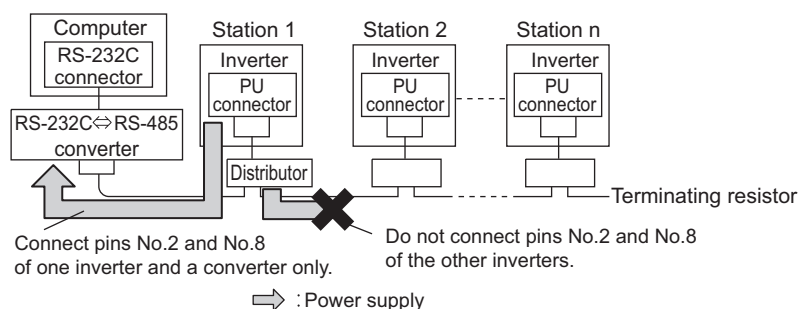 Computer
RS-232C
connector
RS-232C⇔RS-485
converter
Station 1
Inverter
PU
connector
Distributor
Station 2
Inverter
PU
connector
Station n
Inverter
PU
connector
Terminating resistor
Connect pins No.2 and No.8
of one inverter and a converter only.
Do not connect pins No.2 and No.8
of the other inverters.
:Power supply